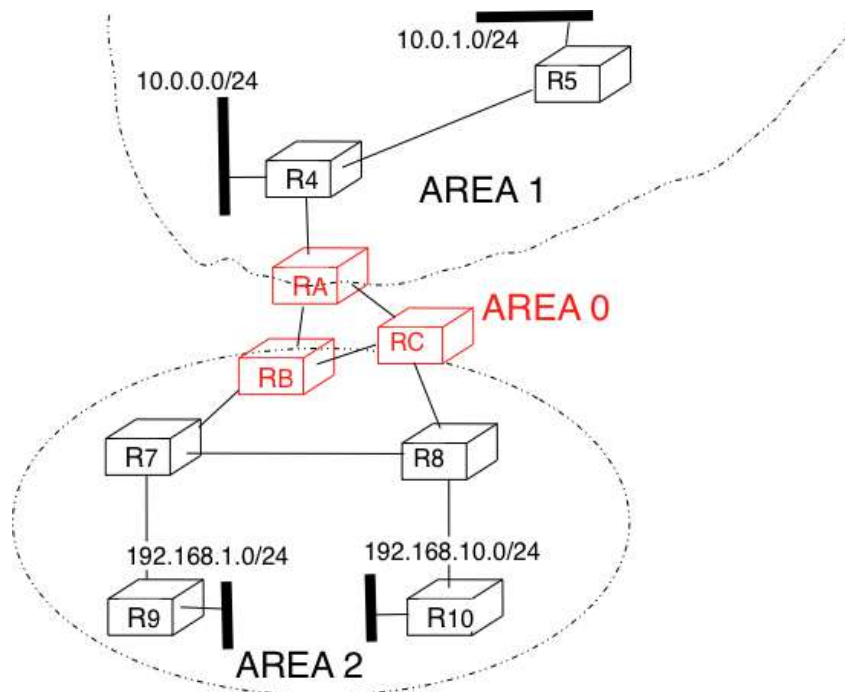 10.0.1.0/24
10.0.0.0/24
R5
R4
AREA 1
RA
AREA 0
RC
RB
R7
R8
192.168.1.0/24
192.168.10.0/24
R9
R10
AREA 2